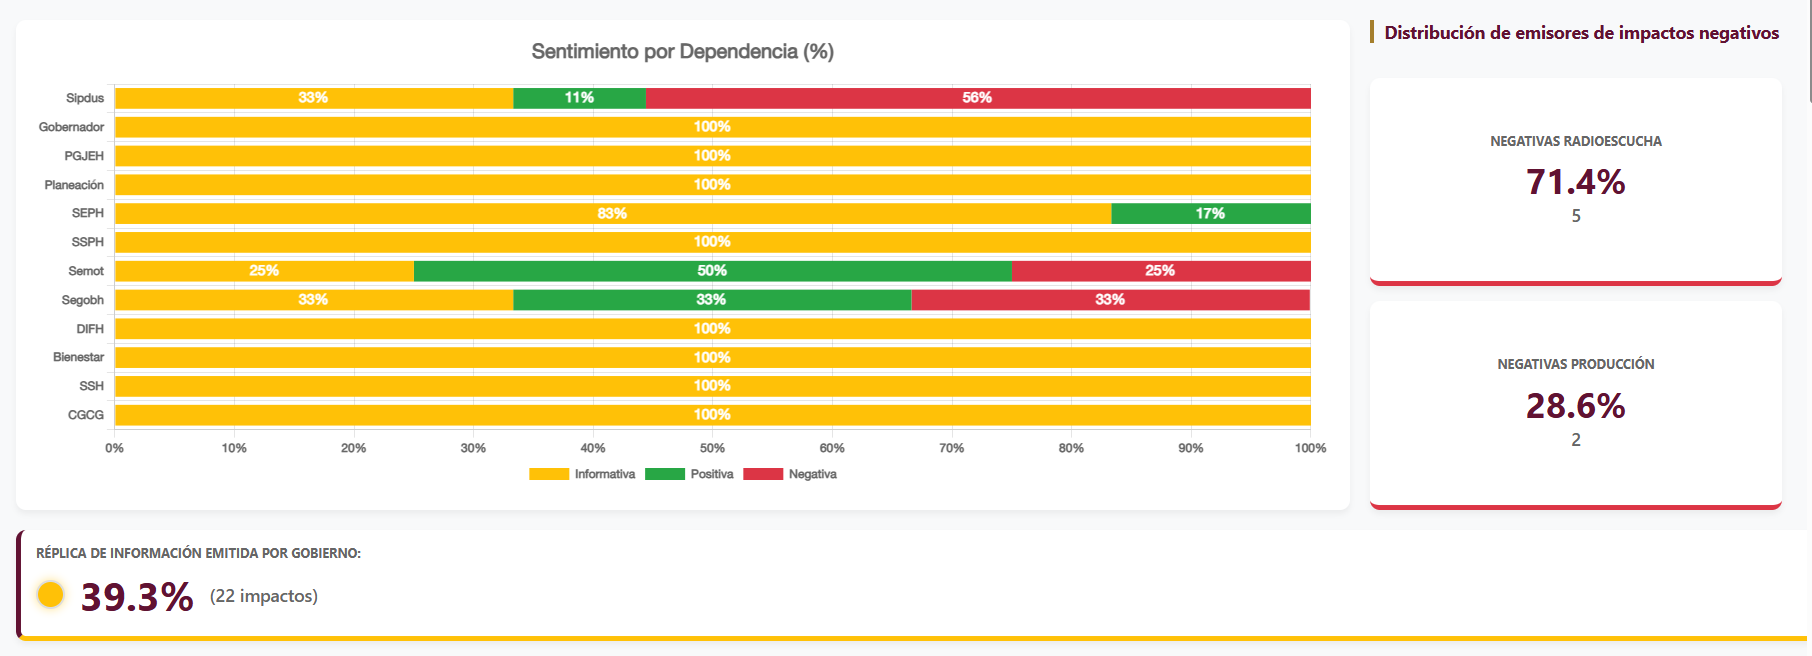 Sentimiento por Dependencia (%)
Sipdus 33% 11% 56%
Gobernador 100%
PGJEH 100%
Planeación 100%
SEPH 83% 17%
SSPH 100%
Semot 25% 50% 25%
Segobh 33% 33% 33%
DIFH 100%
Bienestar 100%
SSH 100%
CGCG 100%
0% 10% 20% 30% 40% 50% 60% 70% 80% 90% 100%
Informativa Positiva Negativa
Distribución de emisores de impactos negativos
NEGATIVAS RADIOESCUCHA
71.4%
5
NEGATIVAS PRODUCCIÓN
28.6%
2
RÉPLICA DE INFORMACIÓN EMITIDA POR GOBIERNO:
39.3% (22 impactos)